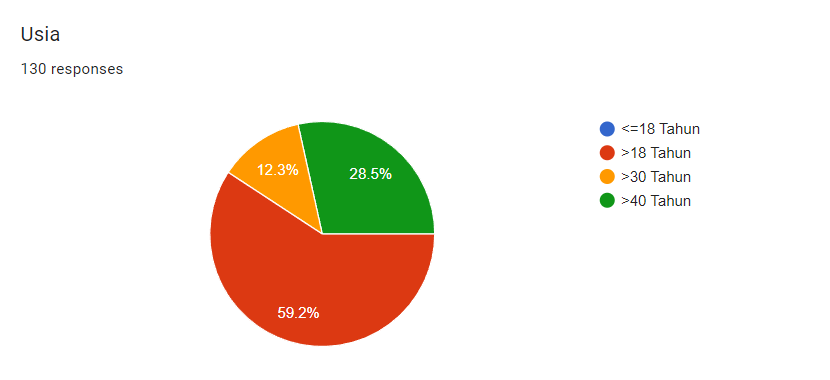 Usia
130 responses
<=18 Tahun
>18 Tahun
>30 Tahun
>40 Tahun
12.3%
28.5%
59.2%